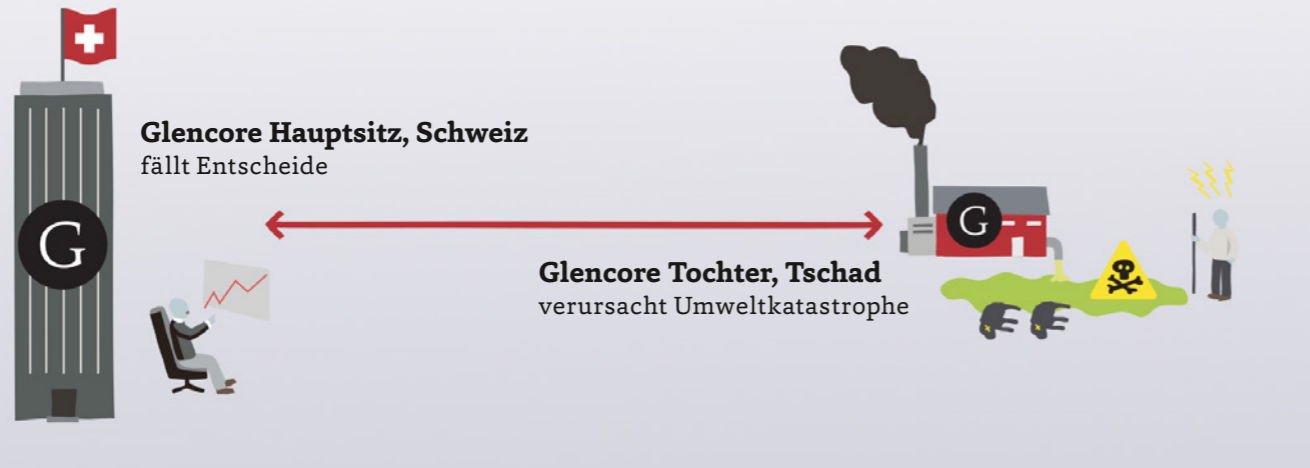 Glencore Hauptsitz, Schweiz
fällt Entscheide
G
G
Glencore Tochter, Tschad
verursacht Umweltkatastrophe